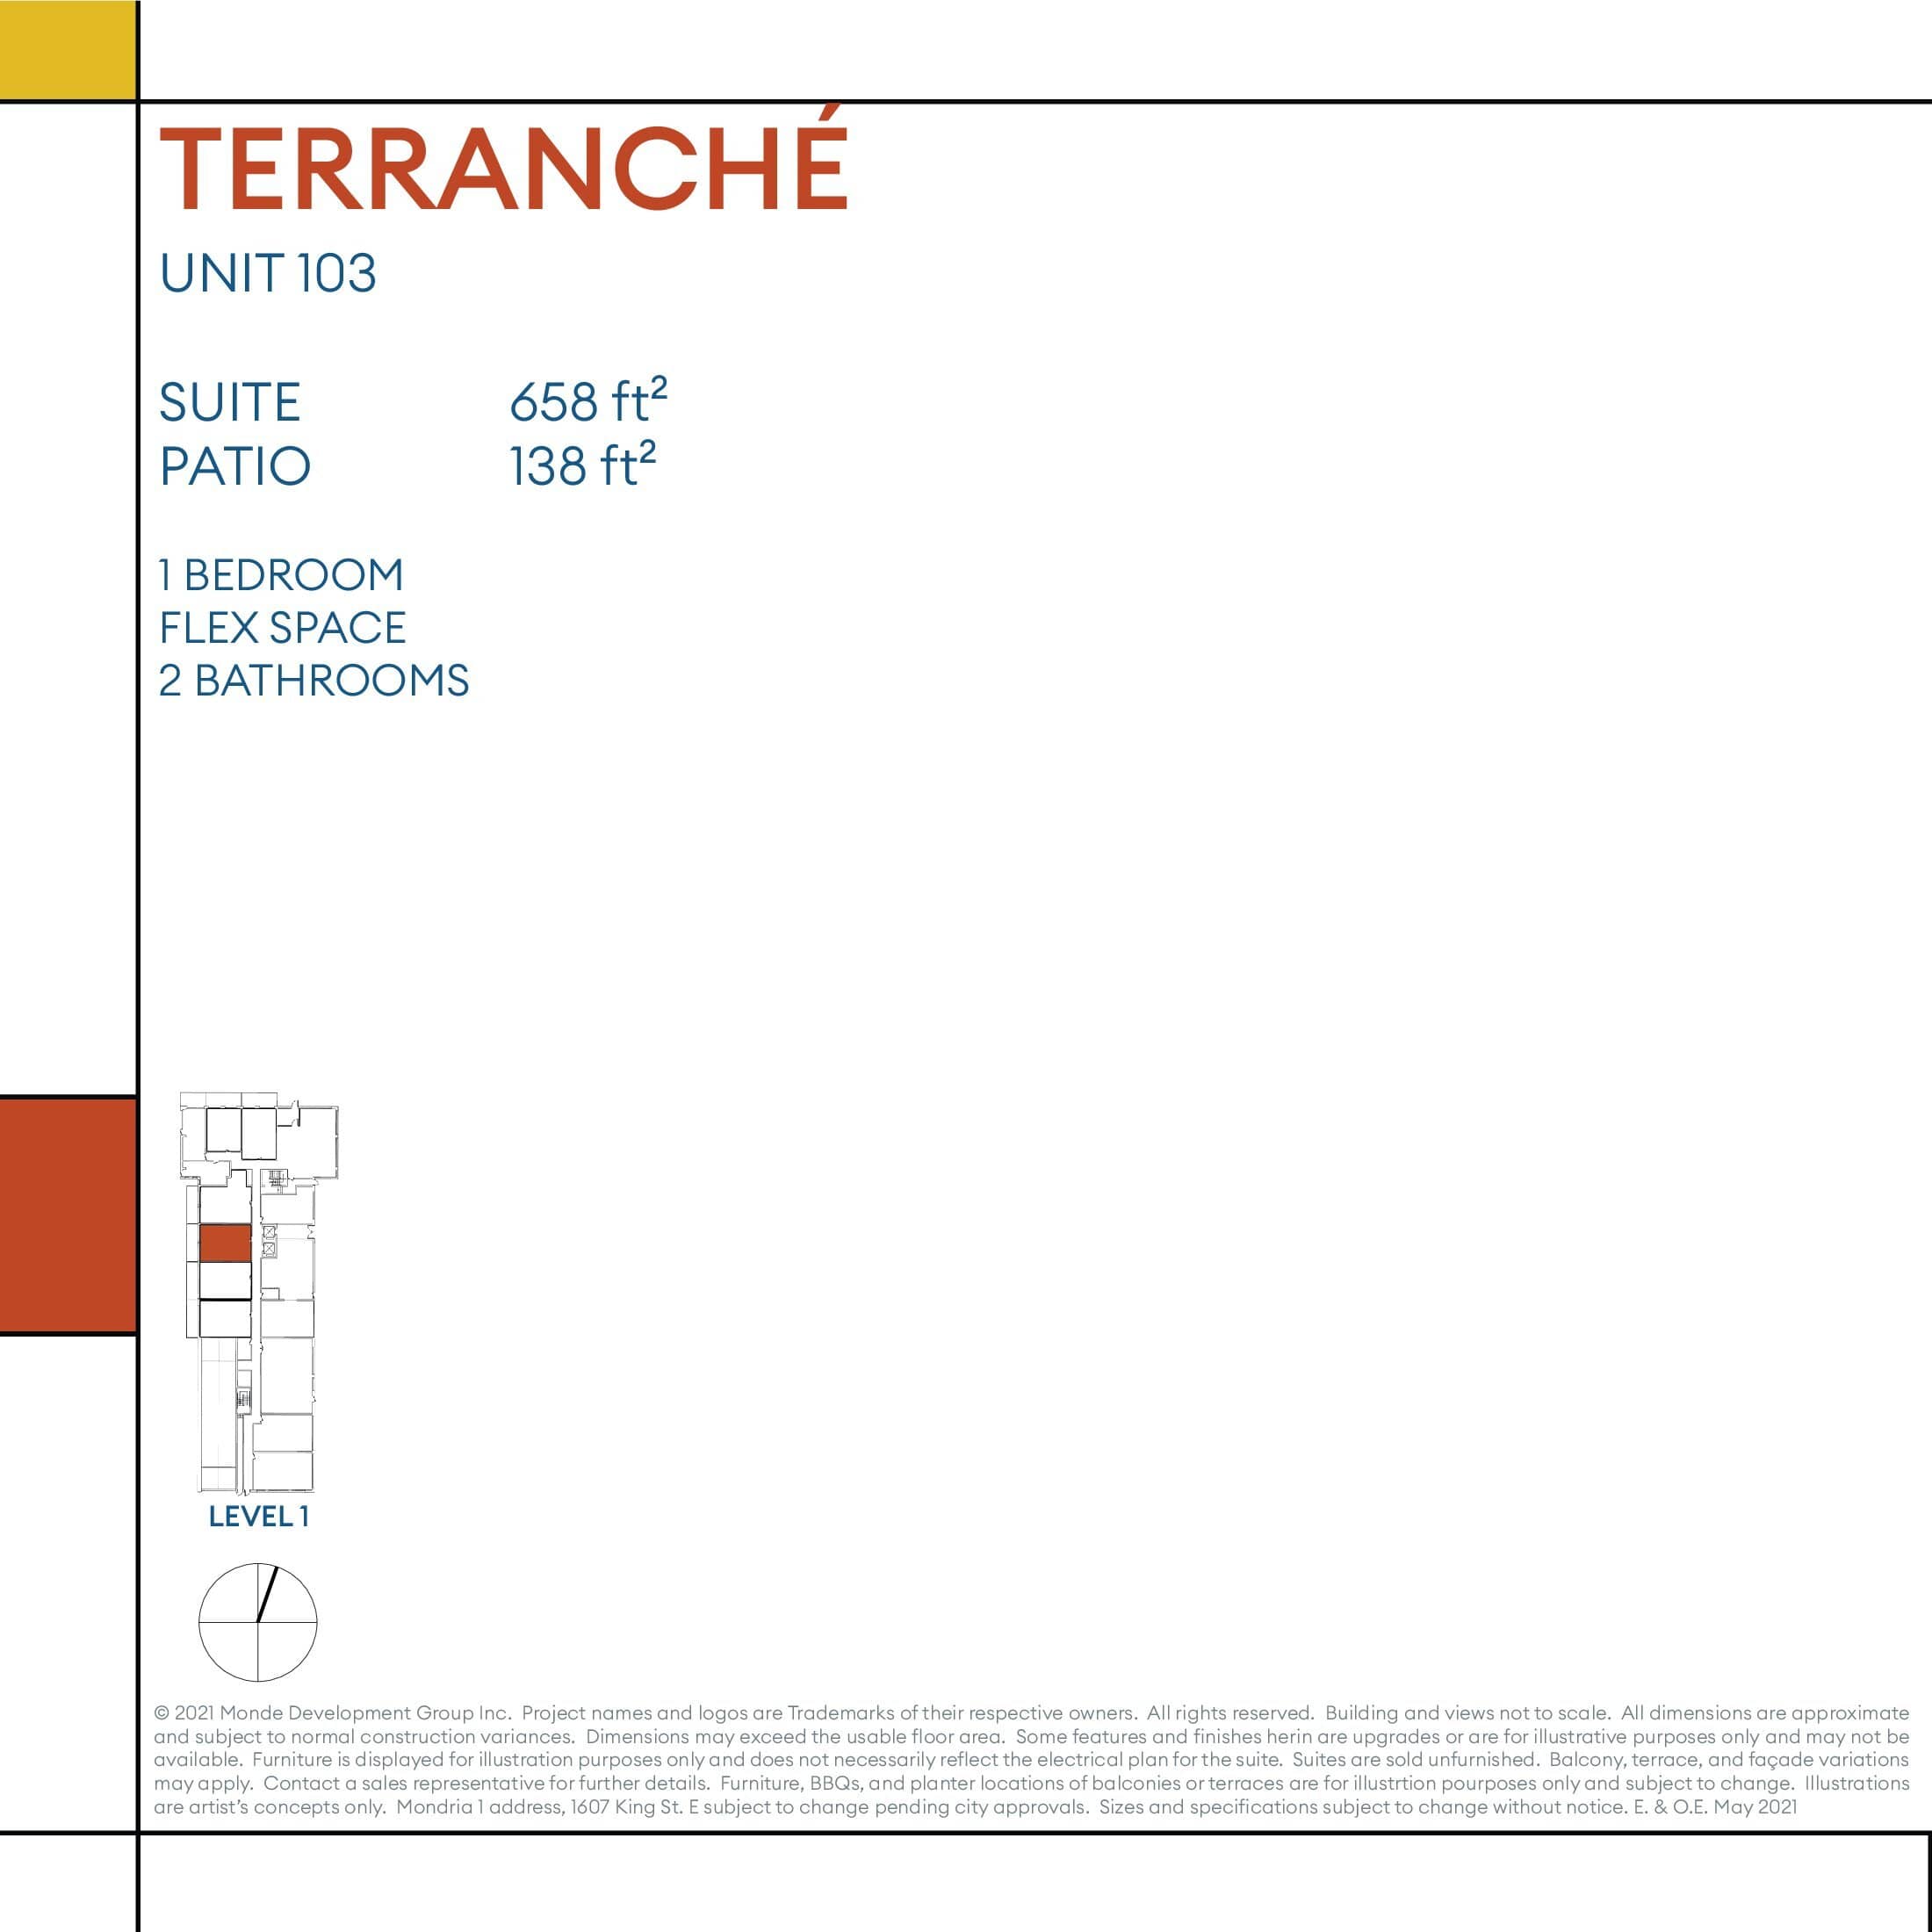 TERRANCHÉ
UNIT 103
SUITE 658 ft²
PATIO 138 ft²
1 BEDROOM
FLEX SPACE
2 BATHROOMS
LEVEL 1
© 2021 Monde Development Group Inc. Project names and logos are Trademarks of their respective owners. All rights reserved. Building and views not to scale. All dimensions are approximate
and subject to normal construction variances. Dimensions may exceed the usable floor area. Some features and finishes herin are upgrades or are for illustrative purposes only and may not be
available. Furniture is displayed for illustration purposes only and does not necessarily reflect the electrical plan for the suite. Suites are sold unfurnished. Balcony, terrace, and façade variations
may apply. Contact a sales representative for further details. Furniture, BBQs, and planter locations of balconies or terraces are for illustrtion pourposes only and subject to change. Illustrations
are artist's concepts only. Mondria 1 address, 1607 King St. E subject to change pending city approvals. Sizes and specifications subject to change without notice. E. & O.E. May 2021